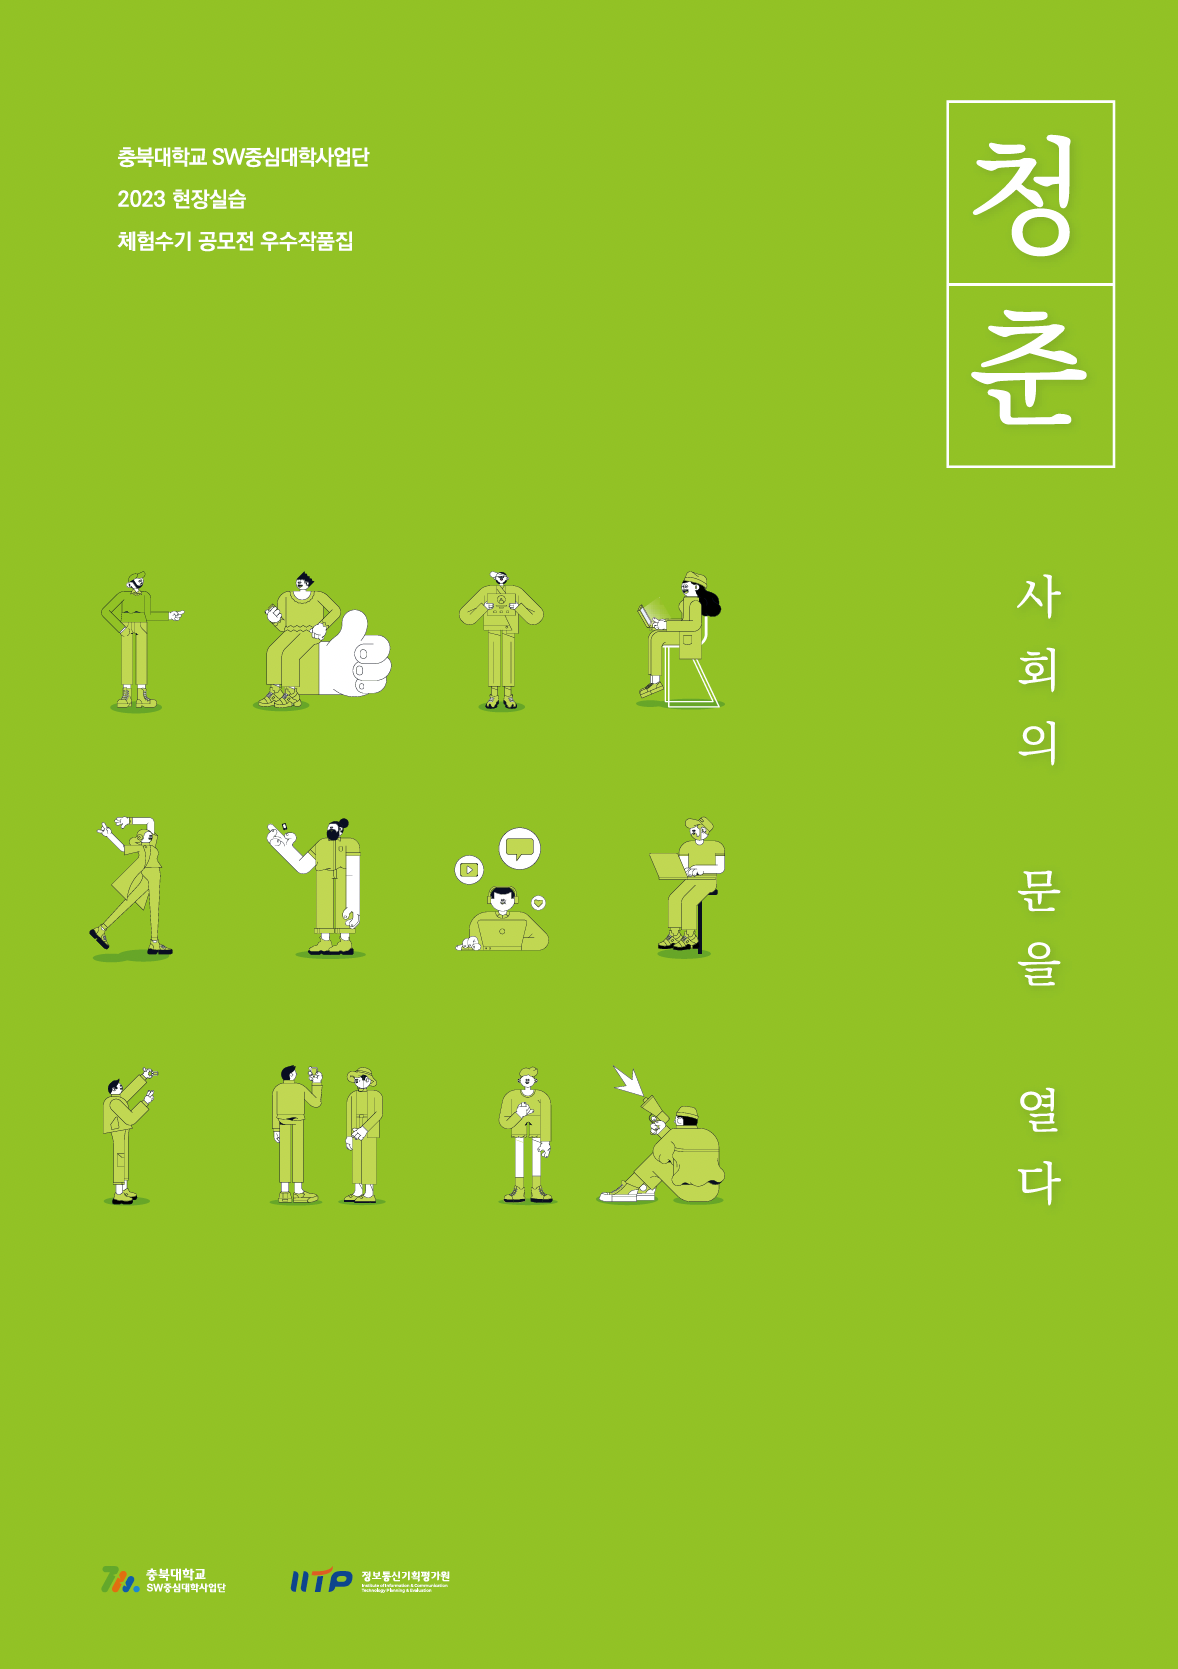 충북대학교 SW중심대학사업단
2023 현장실습
체험수기 공모전 우수작품집
청춘
사회의 문을 열다
충북대학교
SW중심대학사업단
IITP
정보통신기획평가원
Institute of Information & Communication
Technology Planning & Evaluation